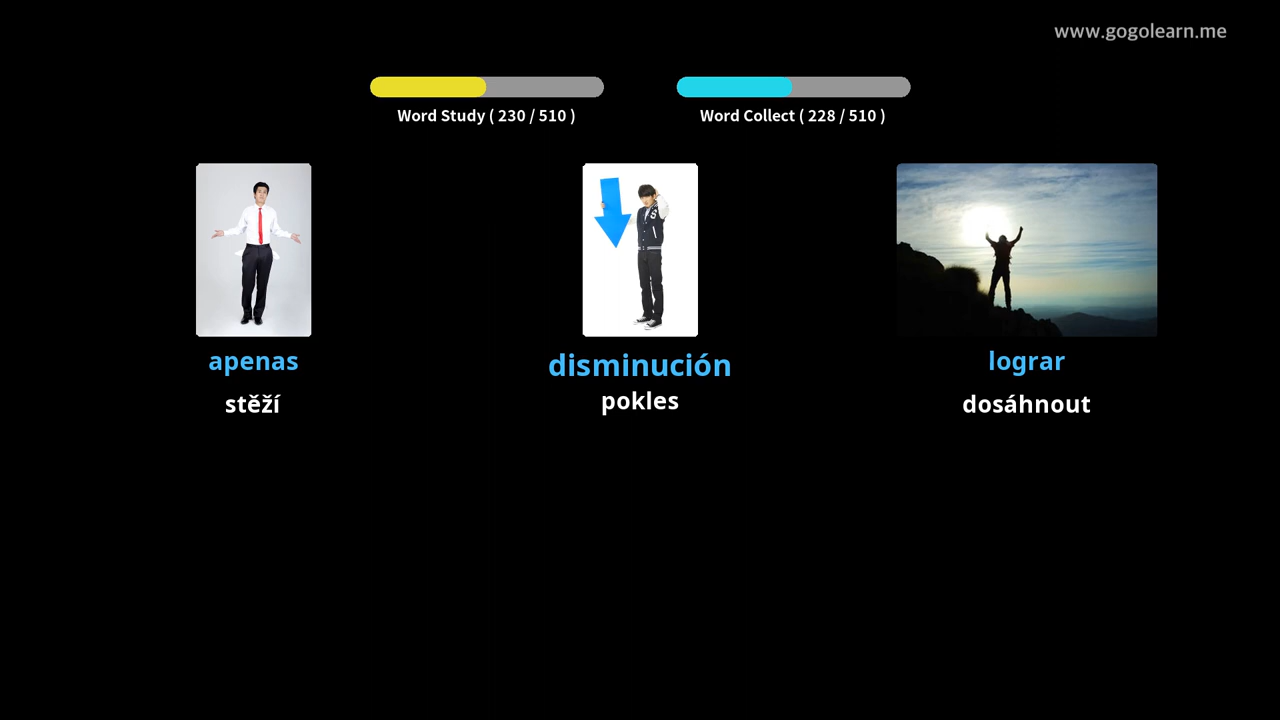 www.gogolearn.me
Word Study ( 230 / 510 )
Word Collect ( 228 / 510 )
apenas
stěží
disminución
pokles
lograr
dosáhnout